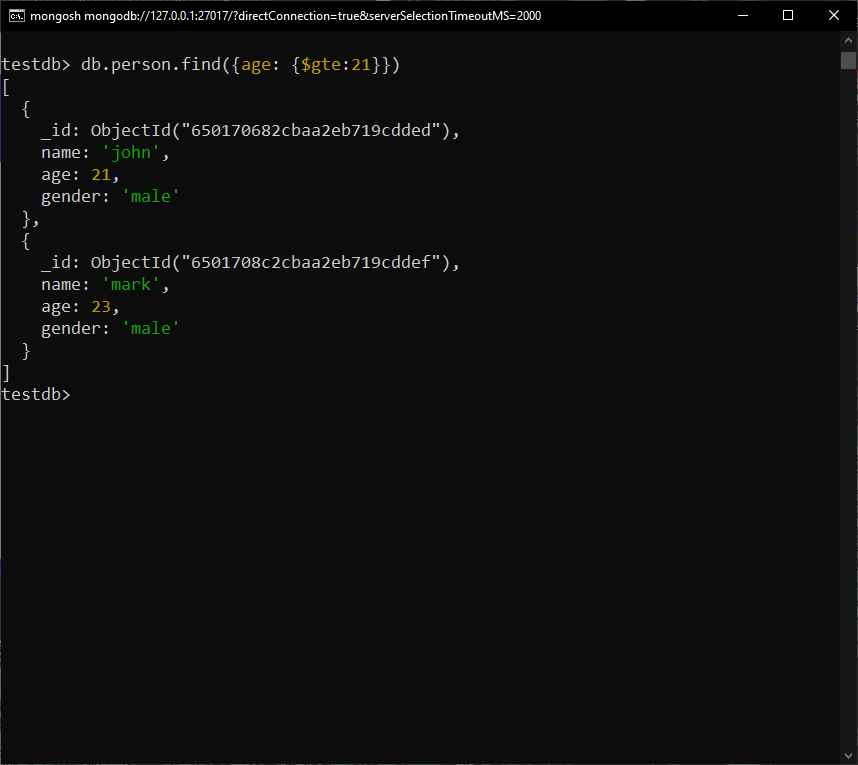 mongosh mongodb://127.0.0.1:27017/?directConnection=true&serverSelectionTimeoutMS=2000
testdb> db.person.find({age: {$gte:21}})
[
  {
    _id: ObjectId("650170682cbaa2eb719cdded"),
    name: 'john',
    age: 21,
    gender: 'male'
  },
  {
    _id: ObjectId("6501708c2cbaa2eb719cddef"),
    name: 'mark',
    age: 23,
    gender: 'male'
  }
]
testdb>